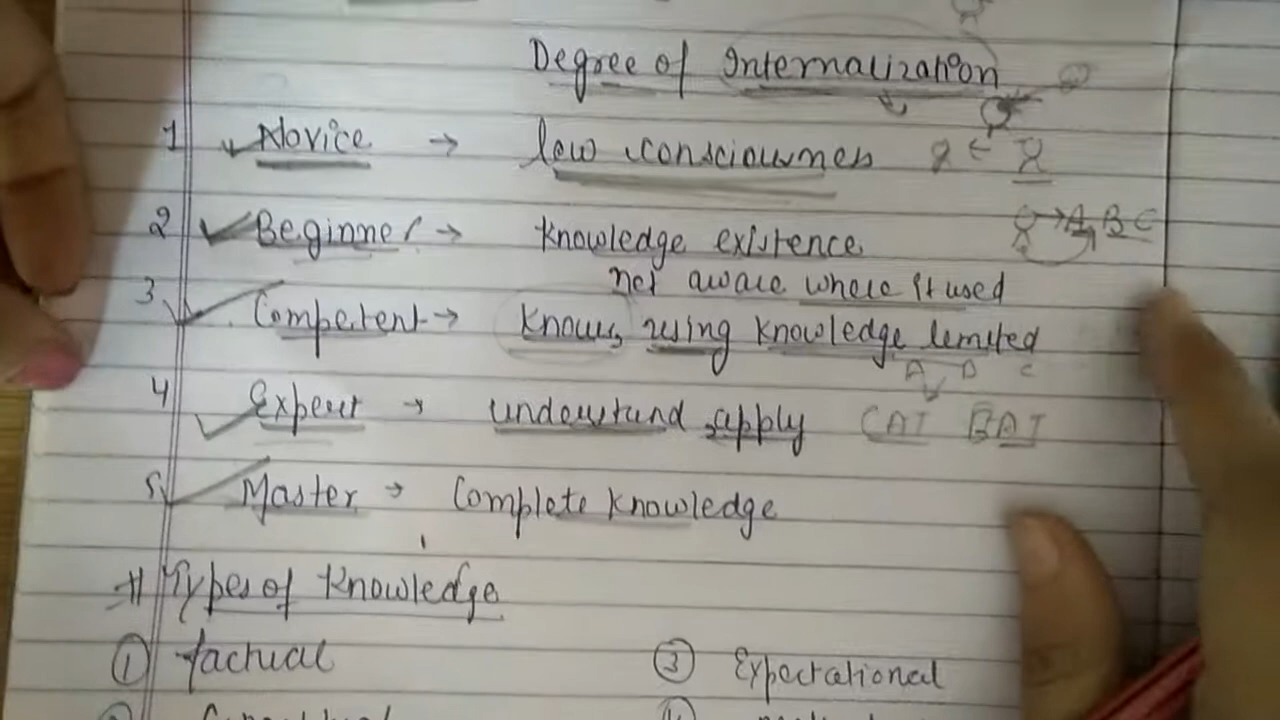 Degree of Internalization
1 Novice → low consciousness
2 Beginner → Knowledge existence
not aware where it used
3 Competent → Knows using knowledge limited
A B C
A B C
4 Expert → understand, apply CAT BAT
5 Master → Complete knowledge
# Types of Knowledge
① factual ③ Expectational